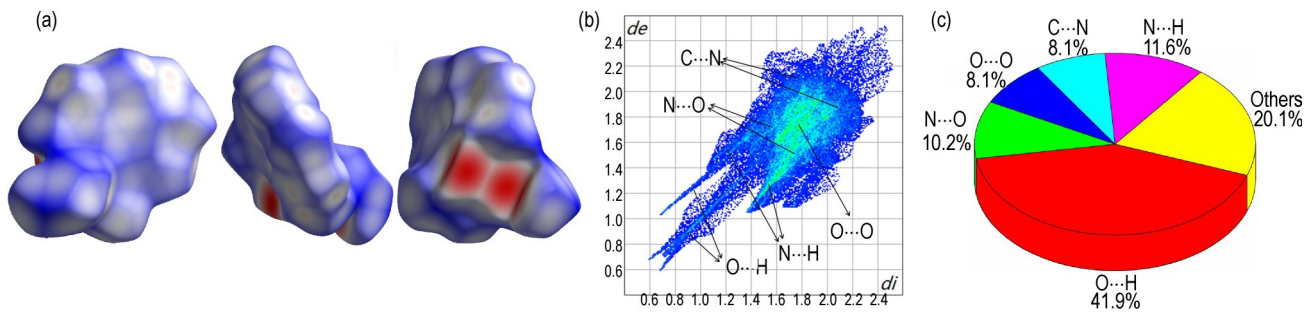 (a)
(b)
de
2.4
2.2
2.0
1.8
1.6
1.4
1.2
1.0
0.8
0.6
C···N
N···O
O···H
N···H
O···O
di
0.6 0.8 1.0 1.2 1.4 1.6 1.8 2.0 2.2 2.4
(c)
C···N
8.1%
N···H
11.6%
O···O
8.1%
N···O
10.2%
Others
20.1%
O···H
41.9%